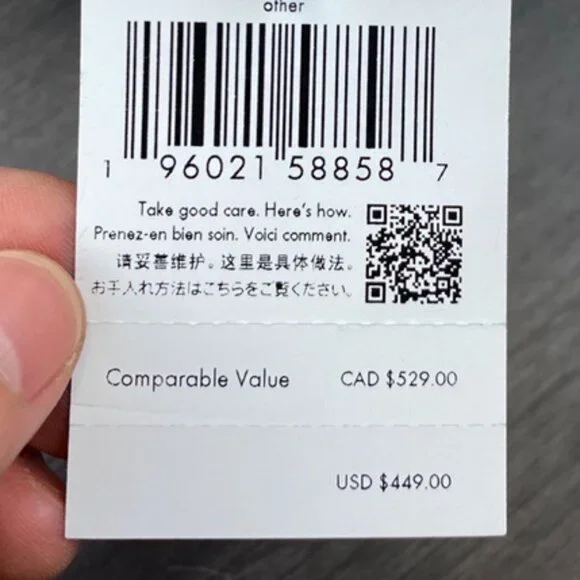 other
1 96021 58858 7
Take good care. Here's how.
Prenez-en bien soin. Voici comment.
请妥善维护。这里是具体做法。
お手入れ方法はこちらをご覧ください。
Comparable Value CAD $529.00
USD $449.00